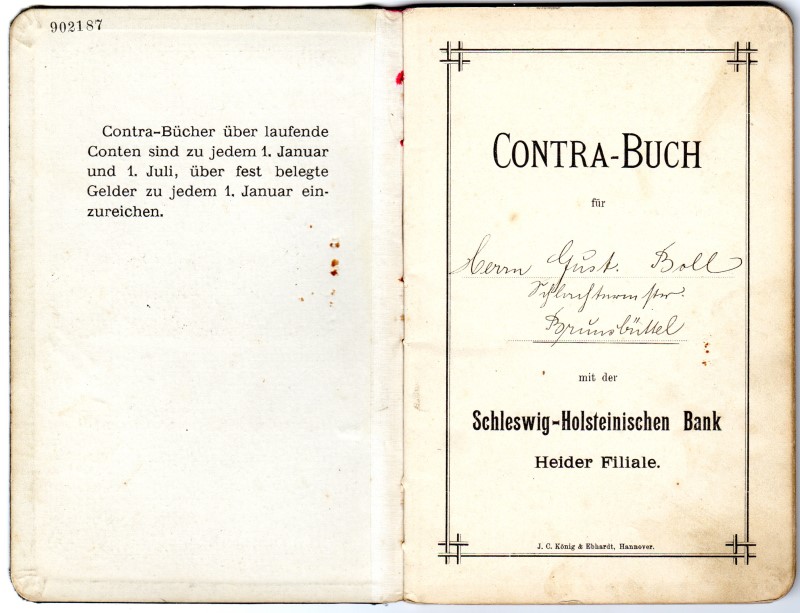 902187
Contra-Bücher über laufende
Conten sind zu jedem 1. Januar
und 1. Juli, über fest belegte
Gelder zu jedem 1. Januar ein-
zureichen.
CONTRA-BUCH
für
Herrn Gust. Boll
Schlachtermstr.
Brunsbüttel
mit der
Schleswig-Holsteinischen Bank
Heider Filiale.
J. C. König & Ebhardt, Hannover.